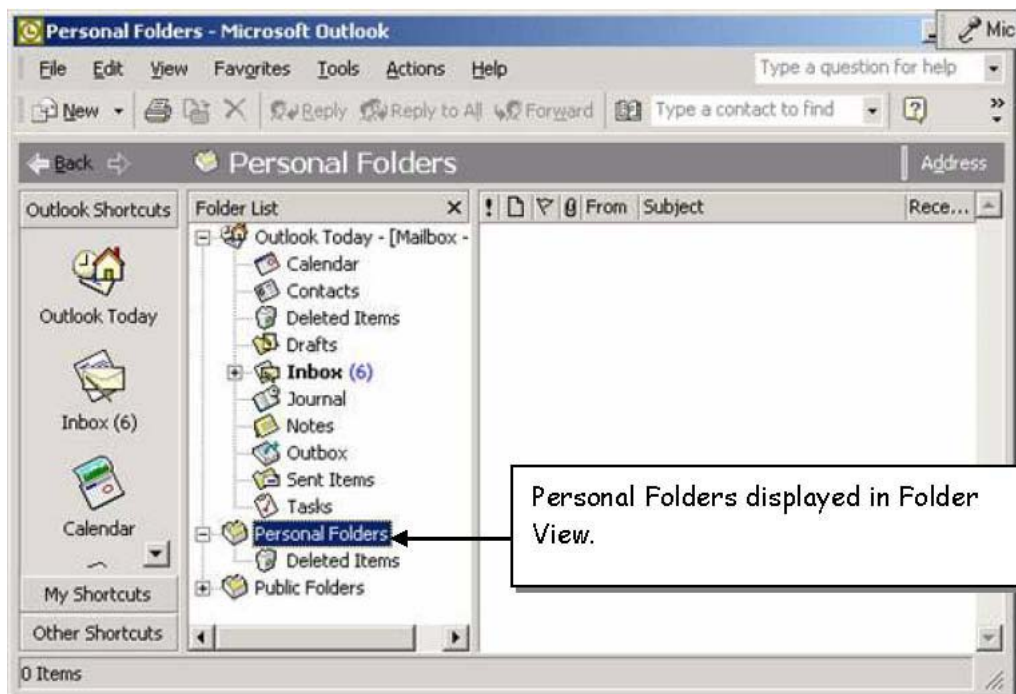 Personal Folders - Microsoft Outlook
Mic
File Edit View Favorites Tools Actions Help
Type a question for help
New
Reply Reply to All Forward
Type a contact to find
Back
Personal Folders
Address
Outlook Shortcuts
Outlook Today
Inbox (6)
Calendar
My Shortcuts
Other Shortcuts
Folder List
Outlook Today - [Mailbox -
Calendar
Contacts
Deleted Items
Drafts
Inbox (6)
Journal
Notes
Outbox
Sent Items
Tasks
Personal Folders
Deleted Items
Public Folders
! From Subject Rece...
Personal Folders displayed in Folder
View.
0 Items